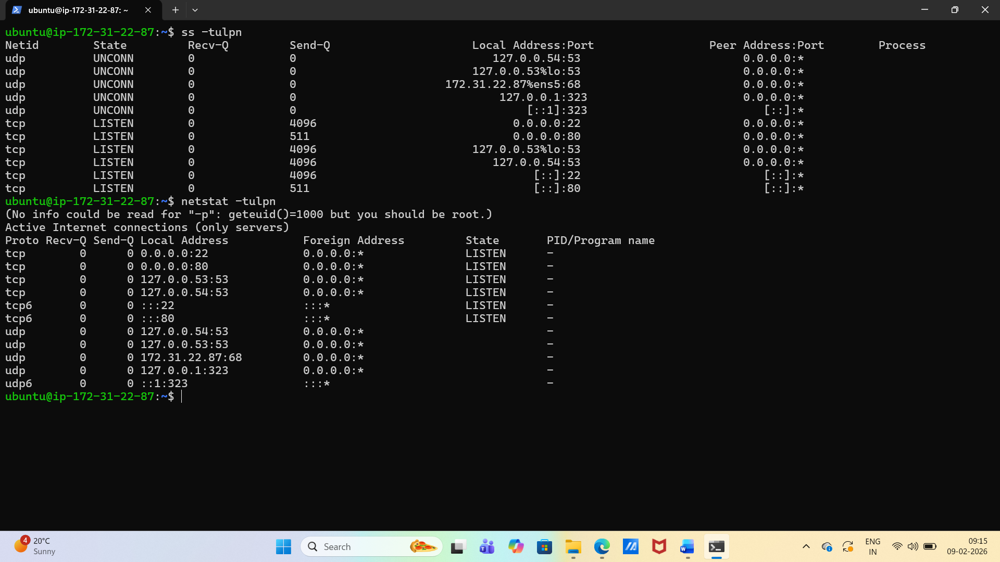 ubuntu@ip-172-31-22-87: ~
ubuntu@ip-172-31-22-87:~$ ss -tulpn
Netid State Recv-Q Send-Q Local Address:Port Peer Address:Port Process
udp UNCONN 0 0 127.0.0.54:53 0.0.0.0:*
udp UNCONN 0 0 127.0.0.53%lo:53 0.0.0.0:*
udp UNCONN 0 0 172.31.22.87%ens5:68 0.0.0.0:*
udp UNCONN 0 0 127.0.0.1:323 0.0.0.0:*
udp UNCONN 0 0 [::1]:323 [::]:*
tcp LISTEN 0 4096 0.0.0.0:22 0.0.0.0:*
tcp LISTEN 0 511 0.0.0.0:80 0.0.0.0:*
tcp LISTEN 0 4096 127.0.0.53%lo:53 0.0.0.0:*
tcp LISTEN 0 4096 127.0.0.54:53 0.0.0.0:*
tcp LISTEN 0 4096 [::]:22 [::]:*
tcp LISTEN 0 511 [::]:80 [::]:*
ubuntu@ip-172-31-22-87:~$ netstat -tulpn
(No info could be read for "-p": geteuid()=1000 but you should be root.)
Active Internet connections (only servers)
Proto Recv-Q Send-Q Local Address Foreign Address State PID/Program name
tcp 0 0 0.0.0.0:22 0.0.0.0:* LISTEN -
tcp 0 0 0.0.0.0:80 0.0.0.0:* LISTEN -
tcp 0 0 127.0.0.53:53 0.0.0.0:* LISTEN -
tcp 0 0 127.0.0.54:53 0.0.0.0:* LISTEN -
tcp6 0 0 :::22 :::* LISTEN -
tcp6 0 0 :::80 :::* LISTEN -
udp 0 0 127.0.0.54:53 0.0.0.0:* -
udp 0 0 127.0.0.53:53 0.0.0.0:* -
udp 0 0 172.31.22.87:68 0.0.0.0:* -
udp 0 0 127.0.0.1:323 0.0.0.0:* -
udp6 0 0 ::1:323 :::* -
ubuntu@ip-172-31-22-87:~$
4 20°C
Sunny
Search
ENG
IN
09:15
09-02-2026